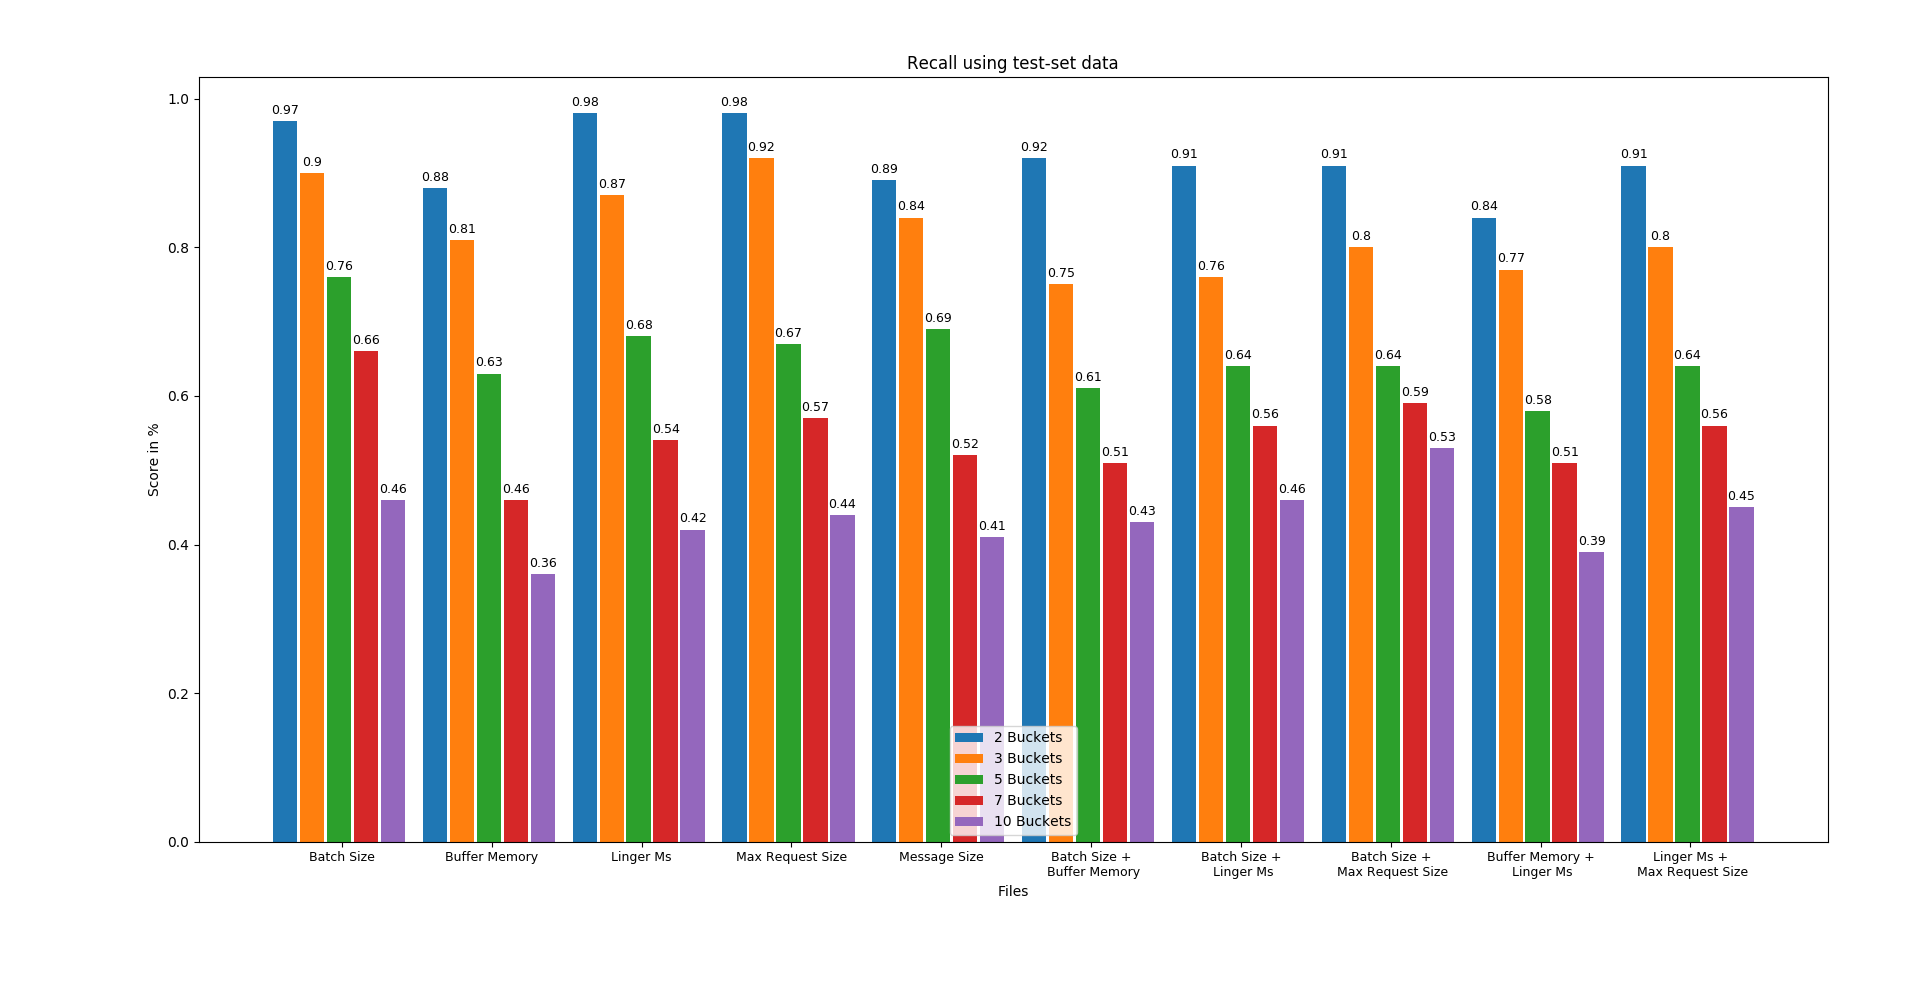 Recall using test-set data
Score in %
1.0
0.8
0.6
0.4
0.2
0.0
0.97
0.9
0.76
0.66
0.46
0.88
0.81
0.63
0.46
0.36
0.98
0.87
0.68
0.54
0.42
0.98
0.92
0.67
0.57
0.44
0.89
0.84
0.69
0.52
0.41
0.92
0.75
0.61
0.51
0.43
0.91
0.76
0.64
0.56
0.46
0.91
0.8
0.64
0.59
0.53
0.84
0.77
0.58
0.51
0.39
0.91
0.8
0.64
0.56
0.45
2 Buckets
3 Buckets
5 Buckets
7 Buckets
10 Buckets
Batch Size
Buffer Memory
Linger Ms
Max Request Size
Message Size
Batch Size +
Buffer Memory
Batch Size +
Linger Ms
Batch Size +
Max Request Size
Buffer Memory +
Linger Ms
Linger Ms +
Max Request Size
Files